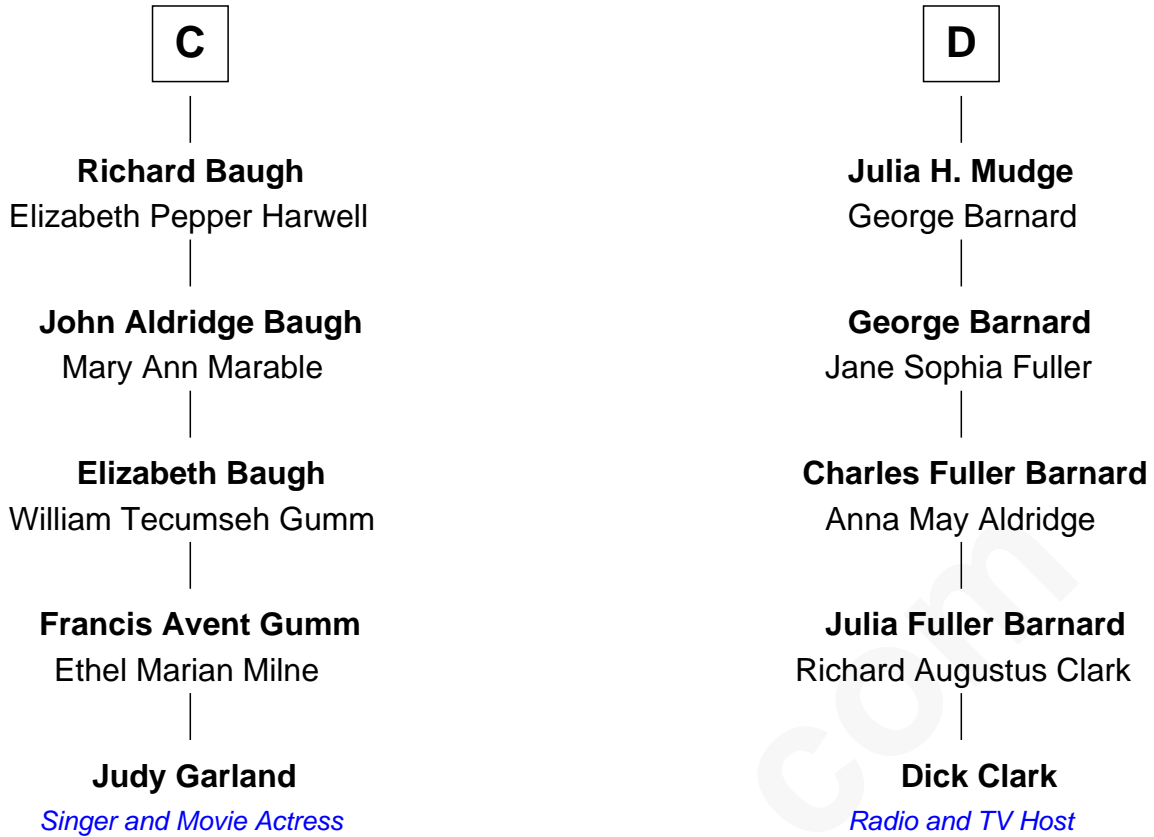 C
Richard Baugh
Elizabeth Pepper Harwell
John Aldridge Baugh
Mary Ann Marable
Elizabeth Baugh
William Tecumseh Gumm
Francis Avent Gumm
Ethel Marian Milne
Judy Garland
Singer and Movie Actress
D
Julia H. Mudge
George Barnard
George Barnard
Jane Sophia Fuller
Charles Fuller Barnard
Anna May Aldridge
Julia Fuller Barnard
Richard Augustus Clark
Dick Clark
Radio and TV Host
com